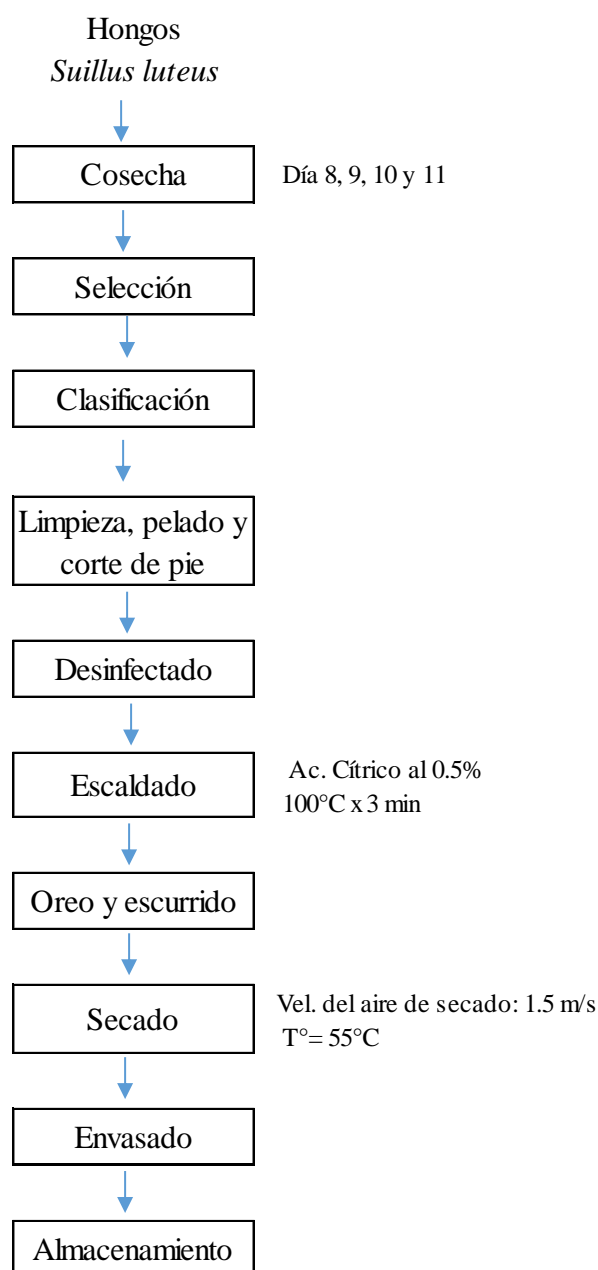 Hongos
Suillus luteus
Cosecha
Día 8, 9, 10 y 11
Selección
Clasificación
Limpieza, pelado y
corte de pie
Desinfectado
Escaldado
Ac. Cítrico al 0.5%
100°C x 3 min
Oreo y escurrido
Secado
Vel. del aire de secado: 1.5 m/s
T°= 55°C
Envasado
Almacenamiento